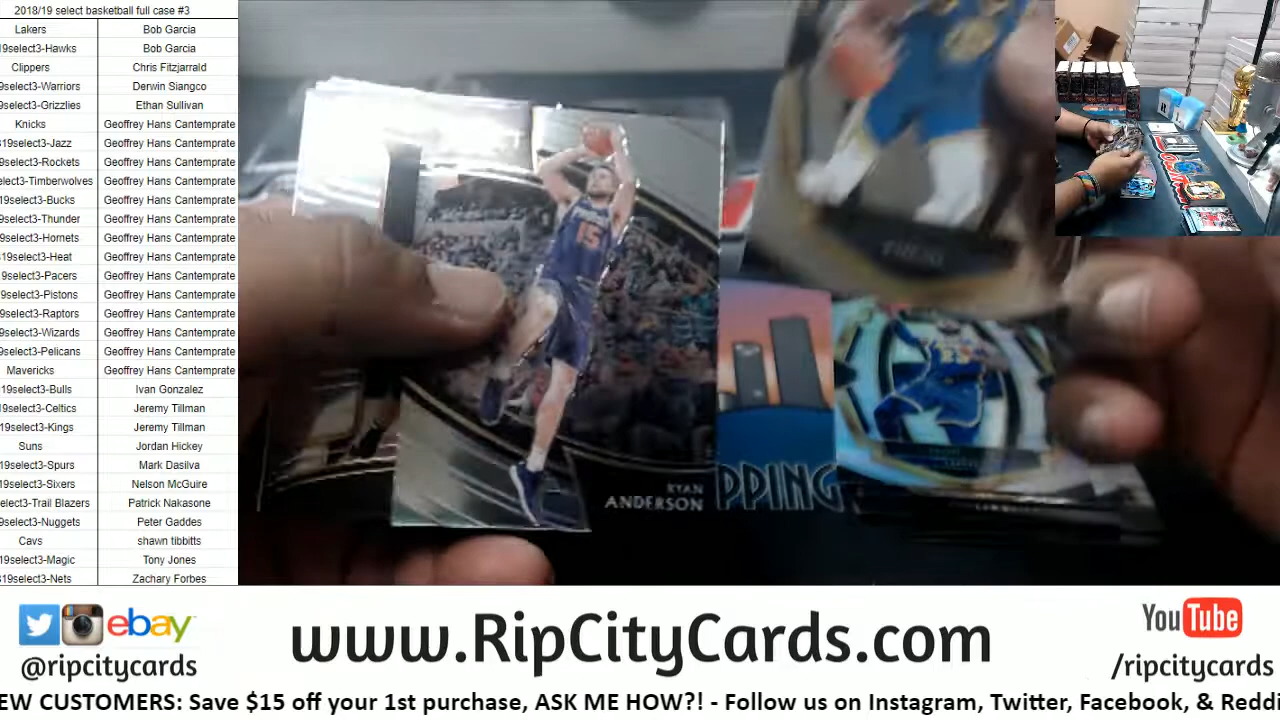 2018/19 select basketball full case #3
Lakers Bob Garcia
19select3-Hawks Bob Garcia
Clippers Chris Fitzjarrald
9select3-Warriors Derwin Siangco
9select3-Grizzlies Ethan Sullivan
Knicks Geoffrey Hans Cantemprate
19select3-Jazz Geoffrey Hans Cantemprate
9select3-Rockets Geoffrey Hans Cantemprate
elect3-Timberwolves Geoffrey Hans Cantemprate
19select3-Bucks Geoffrey Hans Cantemprate
9select3-Thunder Geoffrey Hans Cantemprate
9select3-Hornets Geoffrey Hans Cantemprate
19select3-Heat Geoffrey Hans Cantemprate
19select3-Pacers Geoffrey Hans Cantemprate
9select3-Pistons Geoffrey Hans Cantemprate
9select3-Raptors Geoffrey Hans Cantemprate
9select3-Wizards Geoffrey Hans Cantemprate
9select3-Pelicans Geoffrey Hans Cantemprate
Mavericks Geoffrey Hans Cantemprate
19select3-Bulls Ivan Gonzalez
19select3-Celtics Jeremy Tillman
19select3-Kings Jeremy Tillman
Suns Jordan Hickey
19select3-Spurs Mark Dasilva
19select3-Sixers Nelson McGuire
select3-Trail Blazers Patrick Nakasone
9select3-Nuggets Peter Gaddes
Cavs shawn tibbitts
19select3-Magic Tony Jones
19select3-Nets Zachary Forbes
15
RYAN
ANDERSON
PPING
ebay
@ripcitycards
www.RipCityCards.com
YouTube
/ripcitycards
EW CUSTOMERS: Save $15 off your 1st purchase, ASK ME HOW?! - Follow us on Instagram, Twitter, Facebook, & Reddi